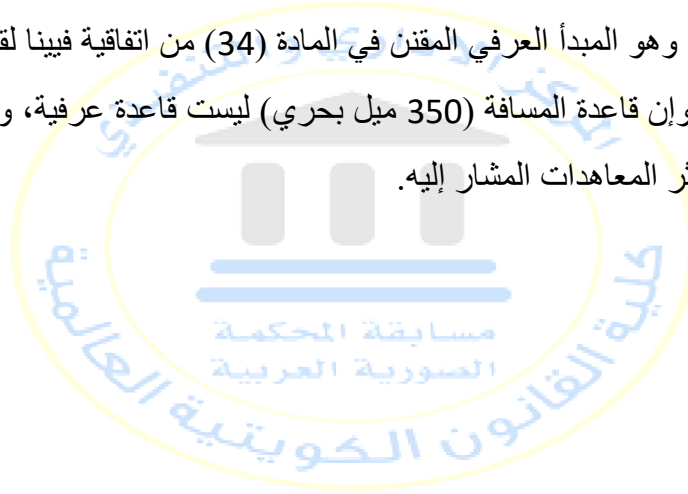 وهو المبدأ العرفي المقنن في المادة (34) من اتفاقية فيينا
وإن قاعدة المسافة (350 ميل بحري) ليست قاعدة عرفية، و
المعاهدات المشار إليه.
مسابقة المحكمة
الصورية العربية
كلية القانون الكويتية العالمية